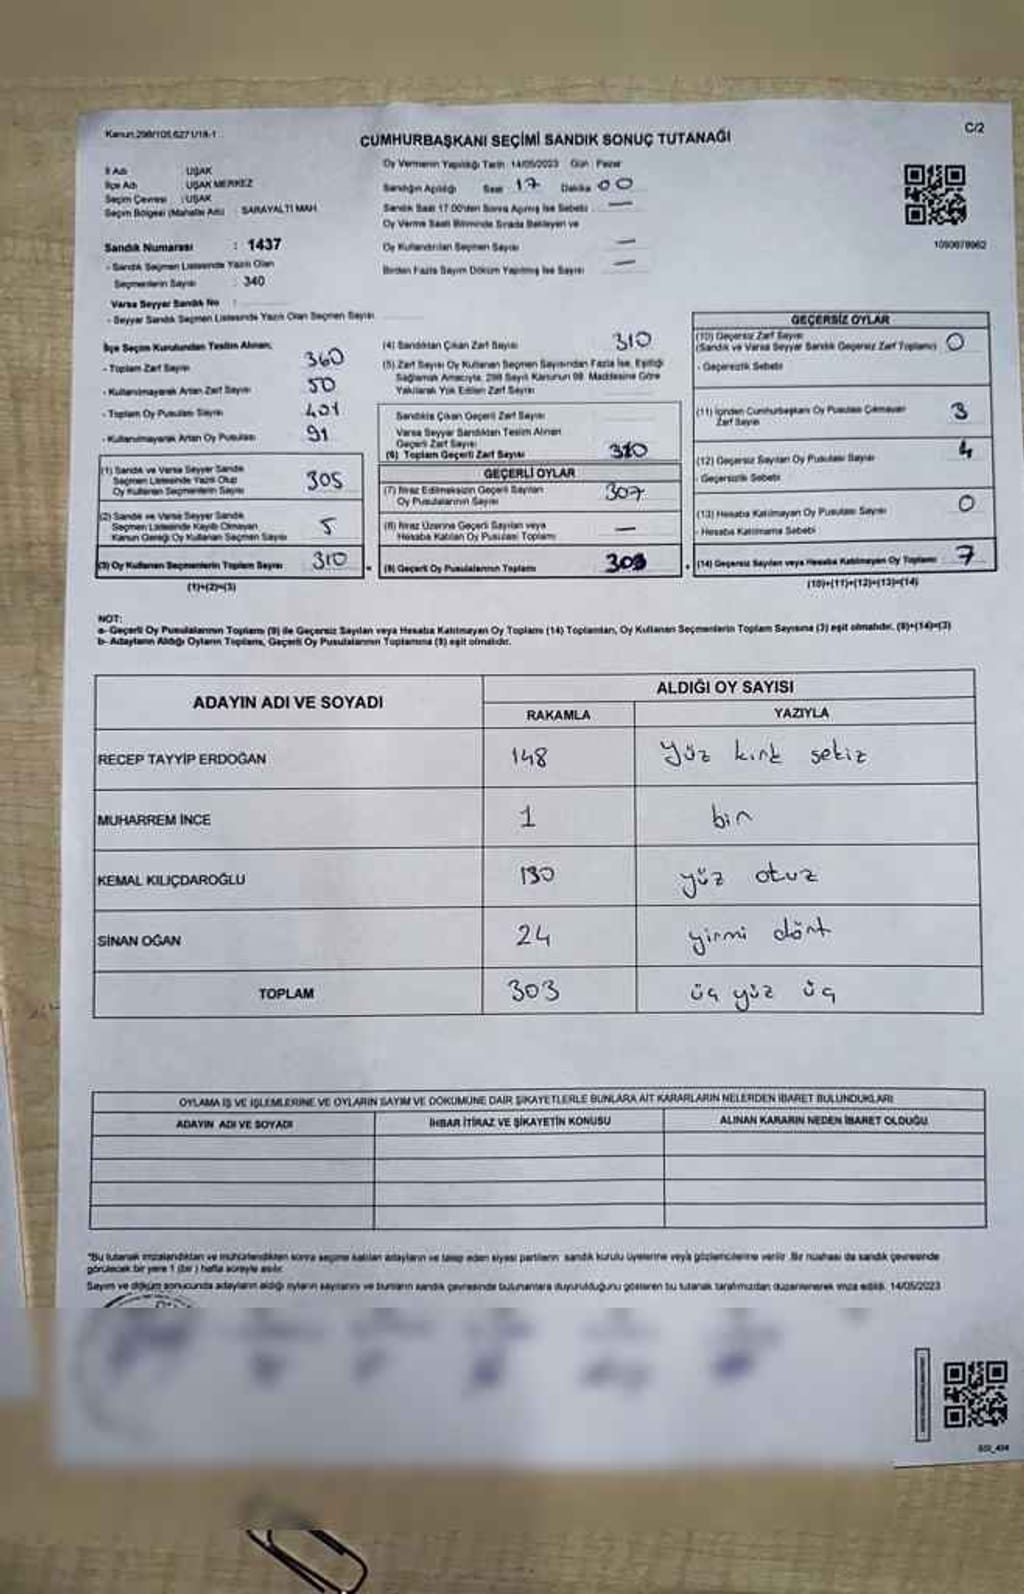 Kanun:298/105 6271/18-1
C/2
CUMHURBAŞKANI SEÇİMİ SANDIK SONUÇ TUTANAĞI
İl Adı : UŞAK
İlçe Adı : UŞAK MERKEZ
Seçim Çevresi : UŞAK
Seçim Bölgesi (Mahalle Adı) : SARAYALTI MAH.
Sandık Numarası : 1437
- Sandık Seçmen Listesinde Yazılı Olan
Seçmenlerin Sayısı : 340
Varsa Seyyar Sandık No :
- Seyyar Sandık Seçmen Listesinde Yazılı Olan Seçmen Sayısı
Oy Vermenin Yapıldığı Tarih: 14/05/2023 Gün: Pazar
Sandığın Açıldığı Saat 17 Dakika 00
Sandık Saat 17.00'den Sonra Açılmış İse Sebebi —
Oy Verme Saati Bitiminde Sırada Bekleyen ve
Oy Kullandırılan Seçmen Sayısı —
Birden Fazla Sayım Döküm Yapılmış İse Sayısı —
1090679962
İlçe Seçim Kurulundan Teslim Alınan;
- Toplam Zarf Sayısı 360
- Kullanılmayarak Artan Zarf Sayısı 50
- Toplam Oy Pusulası Sayısı 401
- Kullanılmayarak Artan Oy Pusulası 91
(1) Sandık ve Varsa Seyyar Sandık
Seçmen Listesinde Yazılı Olup
Oy Kullanan Seçmenlerin Sayısı 305
(2) Sandık ve Varsa Seyyar Sandık
Seçmen Listesinde Kayıtlı Olmayan
Kanun Gereği Oy Kullanan Seçmen Sayısı 5
(3) Oy Kullanan Seçmenlerin Toplam Sayısı 310
(1)+(2)=(3)
(4) Sandıktan Çıkan Zarf Sayısı 310
(5) Zarf Sayısı Oy Kullanan Seçmen Sayısından Fazla İse, Eşitliği
Sağlamak Amacıyla, 298 Sayılı Kanunun 98. Maddesine Göre
Yakılarak Yok Edilen Zarf Sayısı
Sandıkta Çıkan Geçerli Zarf Sayısı
Varsa Seyyar Sandıktan Teslim Alınan
Geçerli Zarf Sayısı
(6) Toplam Geçerli Zarf Sayısı 310
GEÇERLİ OYLAR
(7) İtiraz Edilmeksizin Geçerli Sayılan
Oy Pusulalarının Sayısı 307
(8) İtiraz Üzerine Geçerli Sayılan veya
Hesaba Katılan Oy Pusulası Toplamı —
(9) Geçerli Oy Pusulalarının Toplamı 303
GEÇERSİZ OYLAR
(10) Geçersiz Zarf Sayısı
(Sandık ve Varsa Seyyar Sandık Geçersiz Zarf Toplamı) 0
- Geçersizlik Sebebi
(11) İçinden Cumhurbaşkanı Oy Pusulası Çıkmayan
Zarf Sayısı 3
(12) Geçersiz Sayılan Oy Pusulası Sayısı 4
- Geçersizlik Sebebi
(13) Hesaba Katılmayan Oy Pusulası Sayısı 0
- Hesaba Katılmama Sebebi
(14) Geçersiz Sayılan veya Hesaba Katılmayan Oy Toplamı 7
(10)+(11)+(12)+(13)=(14)
NOT:
a- Geçerli Oy Pusulalarının Toplamı (9) ile Geçersiz Sayılan veya Hesaba Katılmayan Oy Toplamı (14) Toplamları, Oy Kullanan Seçmenlerin Toplam Sayısına (3) eşit olmalıdır. (9)+(14)=(3)
b- Adayların Aldığı Oyların Toplamı, Geçerli Oy Pusulalarının Toplamına (9) eşit olmalıdır.
ADAYIN ADI VE SOYADI
ALDIĞI OY SAYISI
RAKAMLA YAZIYLA
RECEP TAYYİP ERDOĞAN 148 yüz kırk sekiz
MUHARREM İNCE 1 bir
KEMAL KILIÇDAROĞLU 130 yüz otuz
SİNAN OĞAN 24 yirmi dört
TOPLAM 303 üç yüz üç
OYLAMA İŞ VE İŞLEMLERİNE VE OYLARIN SAYIM VE DÖKÜMÜNE DAİR ŞİKAYETLERLE BUNLARA AİT KARARLARIN NELERDEN İBARET BULUNDUKLARI
ADAYIN ADI VE SOYADI İHBAR İTİRAZ VE ŞİKAYETİN KONUSU ALINAN KARARIN NEDEN İBARET OLDUĞU
*Bu tutanak imzalandıktan ve mühürlendikten sonra seçime katılan adayların ve talep eden siyasi partilerin sandık kurulu üyelerine veya gözlemcilerine verilir. Bir nüshası da sandık çevresinde
görülecek bir yere 1 (bir) hafta süreyle asılır.
Sayım ve döküm sonucunda adayların aldığı oyların sayılarını ve bunların sandık çevresinde bulunanlara duyurulduğunu gösteren bu tutanak tarafımızdan düzenlenerek imza edildi. 14/05/2023